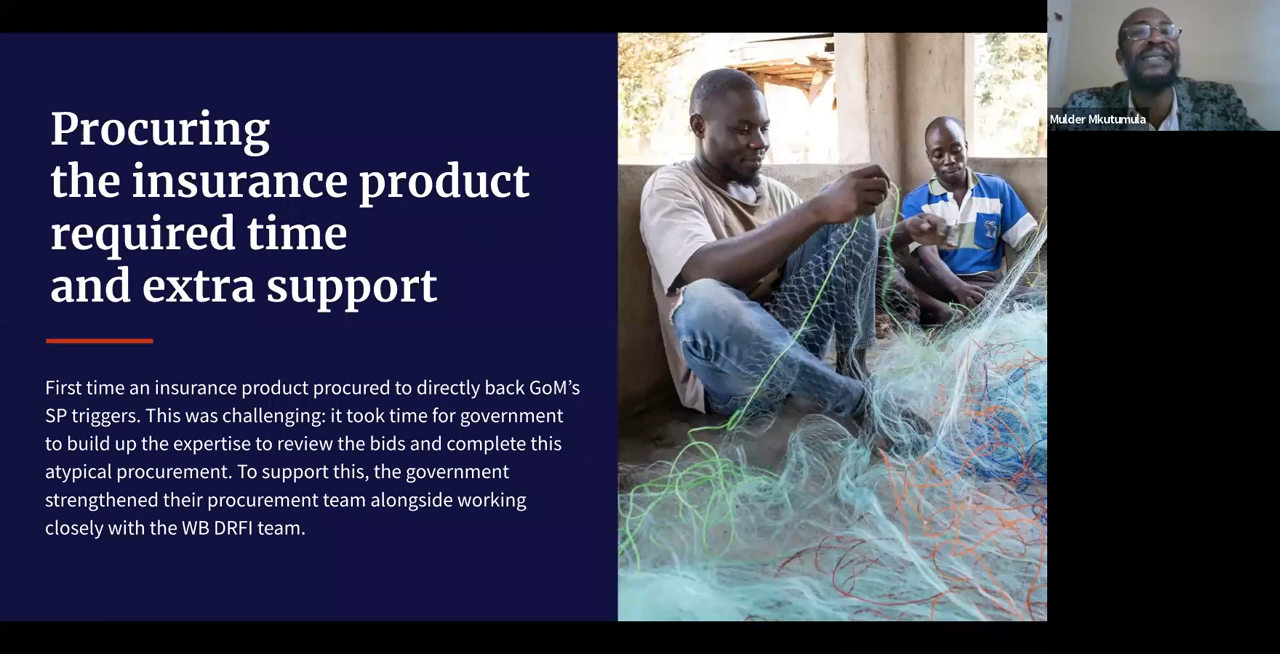 Procuring
the insurance product
required time
and extra support
First time an insurance product procured to directly back GoM's
SP triggers. This was challenging: it took time for government
to build up the expertise to review the bids and complete this
atypical procurement. To support this, the government
strengthened their procurement team alongside working
closely with the WB DRFI team.
Mulder Mkutumula